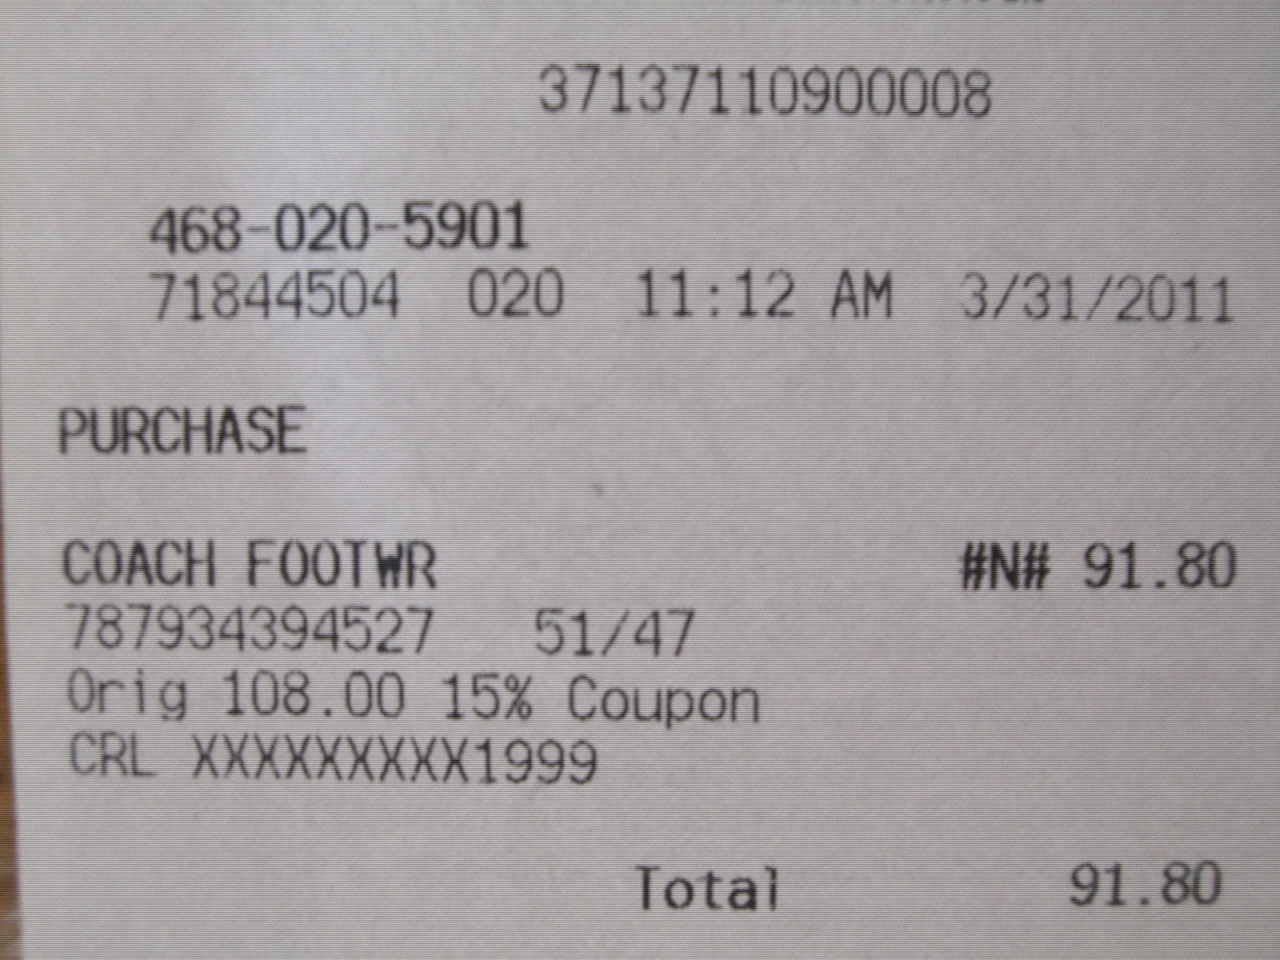 37137110900008
468-020-5901
71844504 020 11:12 AM 3/31/2011
PURCHASE
COACH FOOTWR #N# 91.80
787934394527 51/47
Orig 108.00 15% Coupon
CRL XXXXXXXXX1999
Total 91.80